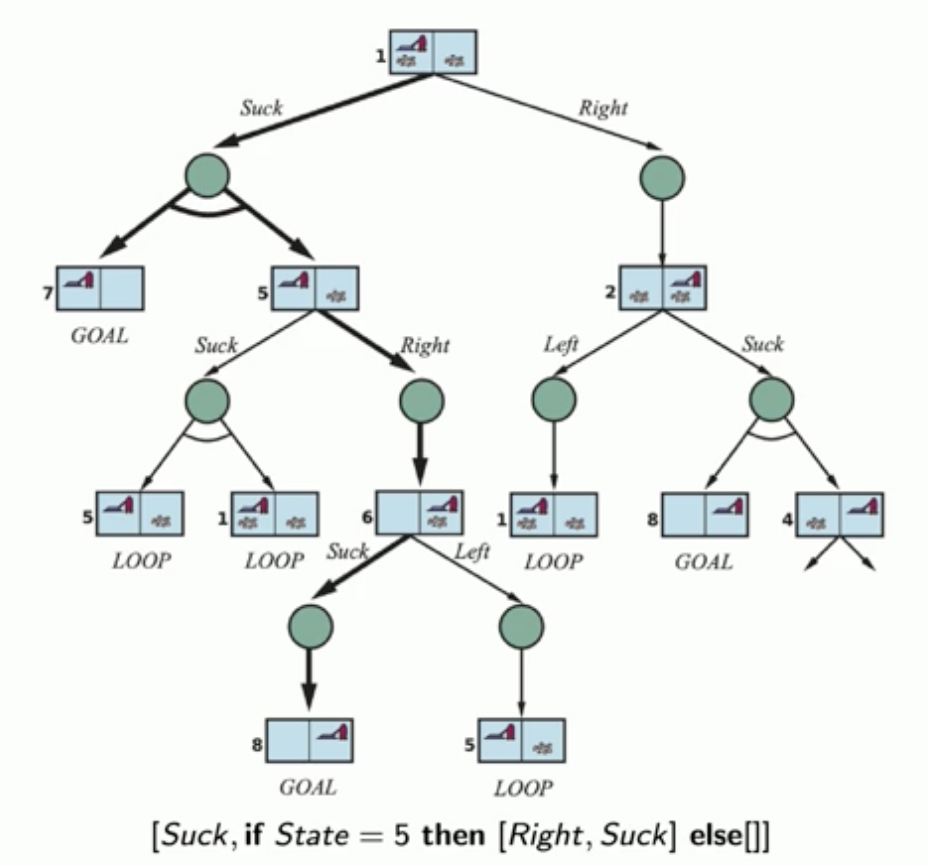 1
Suck Right
7 5 2
GOAL
Suck Right Left Suck
5 1 6 1 8 4
LOOP LOOP LOOP GOAL
Suck Left
8 5
GOAL LOOP
[Suck, if State = 5 then [Right, Suck] else[]]